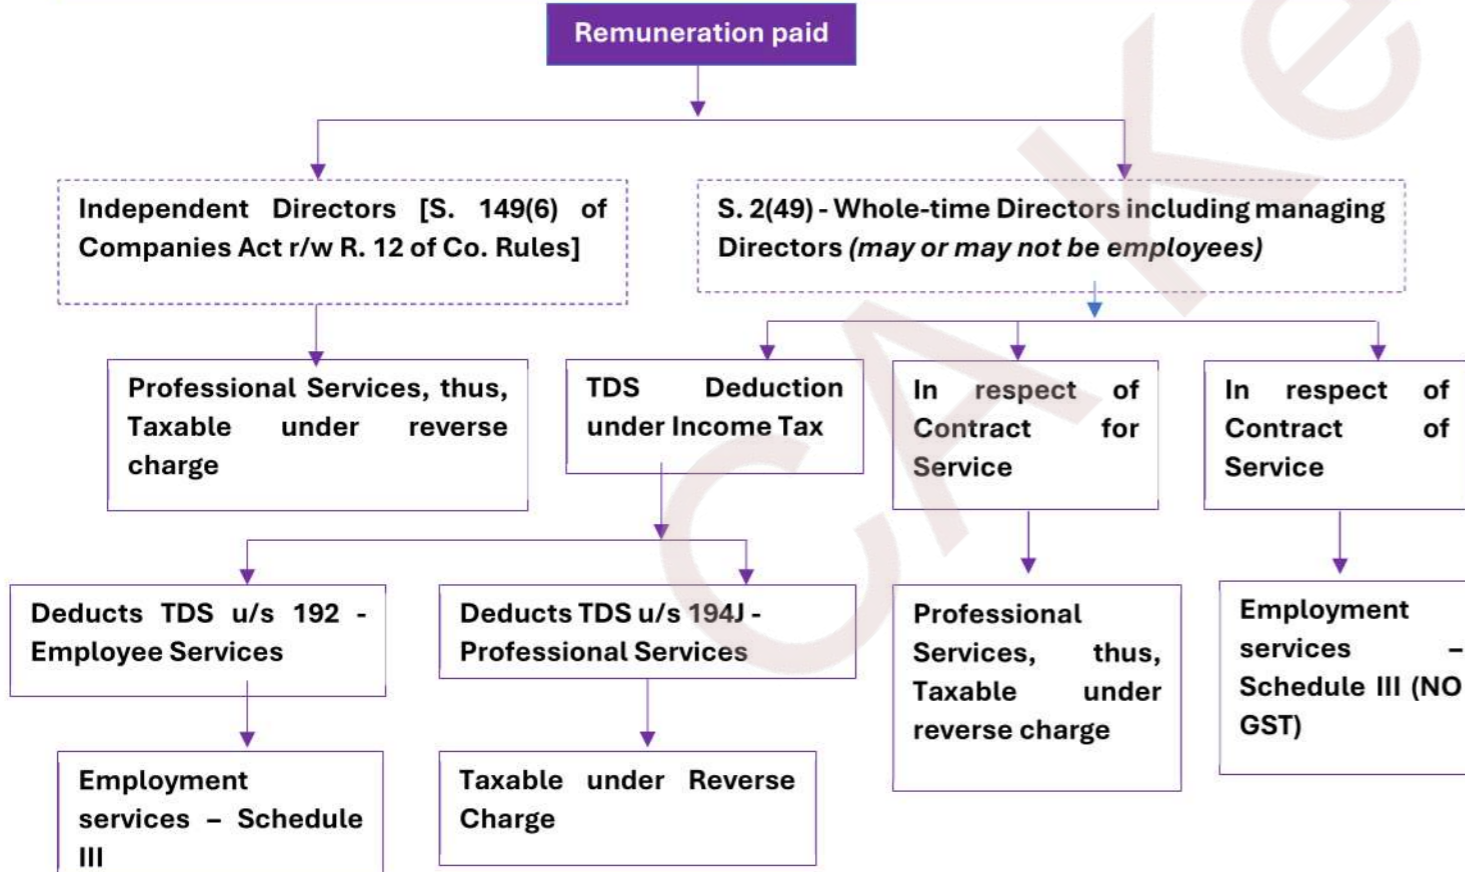 Remuneration paid
Independent Directors [S. 149(6) of
Companies Act r/w R. 12 of Co. Rules]
S. 2(49) - Whole-time Directors including managing
Directors (may or may not be employees)
Professional Services, thus,
Taxable under reverse
charge
TDS Deduction
under Income Tax
In respect of
Contract for
Service
In respect of
Contract of
Service
Deducts TDS u/s 192 -
Employee Services
Deducts TDS u/s 194J -
Professional Services
Professional
Services, thus,
Taxable under
reverse charge
Employment
services –
Schedule III (NO
GST)
Employment
services – Schedule
III
Taxable under Reverse
Charge
CA Ke